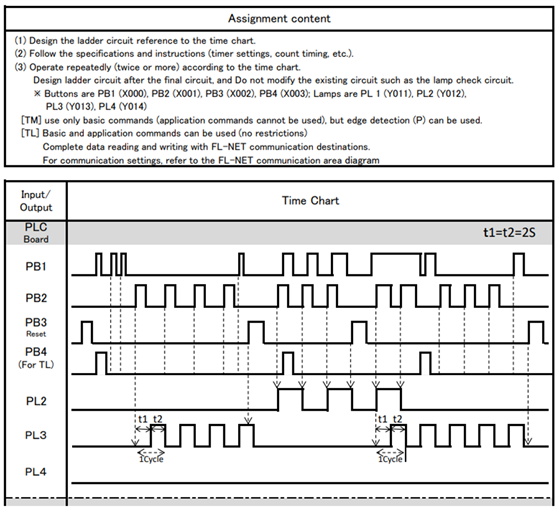 Assignment content
(1) Design the ladder circuit reference to the time chart.
(2) Follow the specifications and instructions (timer settings, count timing, etc.).
(3) Operate repeatedly (twice or more) according to the time chart.
Design ladder circuit after the final circuit, and Do not modify the existing circuit such as the lamp check circuit.
× Buttons are PB1 (X000), PB2 (X001), PB3 (X002), PB4 (X003); Lamps are PL 1 (Y011), PL2 (Y012),
PL3 (Y013), PL4 (Y014)
[TM] use only basic commands (application commands cannot be used), but edge detection (P) can be used.
[TL] Basic and application commands can be used (no restrictions)
Complete data reading and writing with FL-NET communication destinations.
For communication settings, refer to the FL-NET communication area diagram
Input/
Output
Time Chart
PLC
Board
t1=t2=2S
PB1
PB2
PB3
Reset
PB4
(For TL)
PL2
t1 t2
t1 t2
PL3
1Cycle
1Cycle
PL4